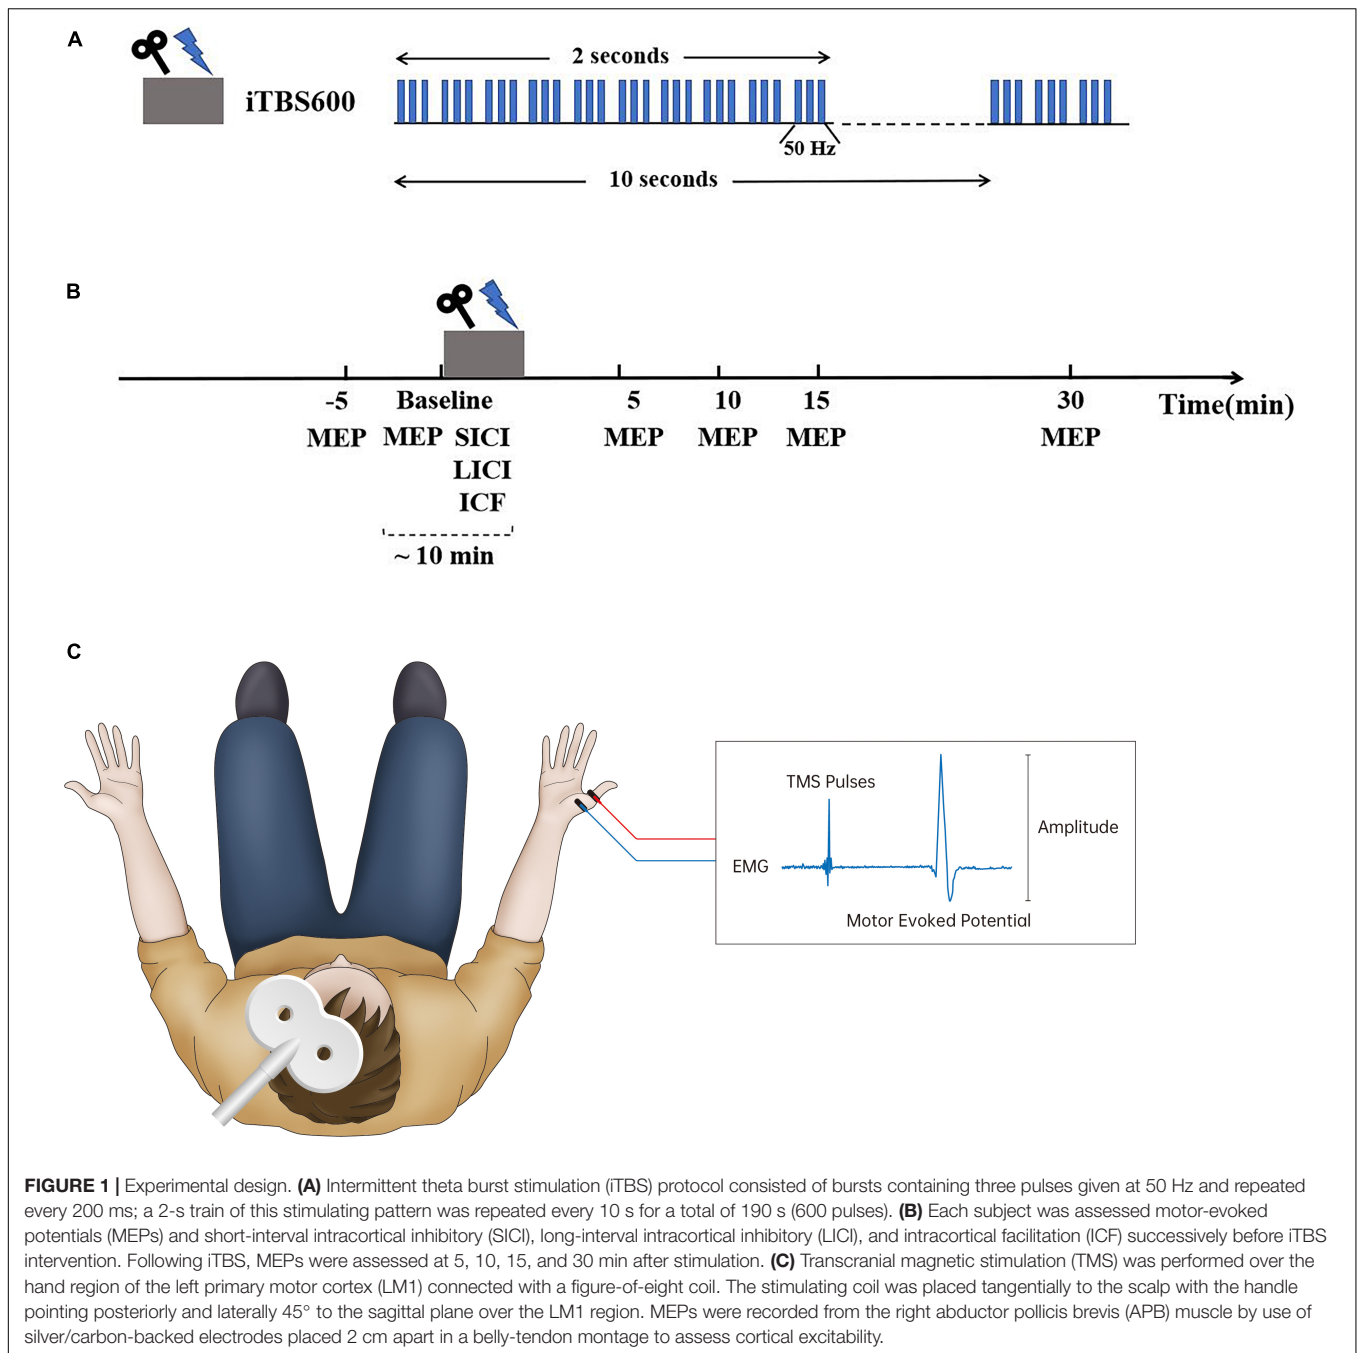 A
iTBS600
2 seconds
50 Hz
10 seconds
B
-5 Baseline 5 10 15 30 Time(min)
MEP MEP SICI MEP MEP MEP MEP
LICI
ICF
~ 10 min
C
TMS Pulses
Amplitude
EMG
Motor Evoked Potential
FIGURE 1 | Experimental design. (A) Intermittent theta burst stimulation (iTBS) protocol consisted of bursts containing three pulses given at 50 Hz and repeated
every 200 ms; a 2-s train of this stimulating pattern was repeated every 10 s for a total of 190 s (600 pulses). (B) Each subject was assessed motor-evoked
potentials (MEPs) and short-interval intracortical inhibitory (SICI), long-interval intracortical inhibitory (LICI), and intracortical facilitation (ICF) successively before iTBS
intervention. Following iTBS, MEPs were assessed at 5, 10, 15, and 30 min after stimulation. (C) Transcranial magnetic stimulation (TMS) was performed over the
hand region of the left primary motor cortex (LM1) connected with a figure-of-eight coil. The stimulating coil was placed tangentially to the scalp with the handle
pointing posteriorly and laterally 45° to the sagittal plane over the LM1 region. MEPs were recorded from the right abductor pollicis brevis (APB) muscle by use of
silver/carbon-backed electrodes placed 2 cm apart in a belly-tendon montage to assess cortical excitability.